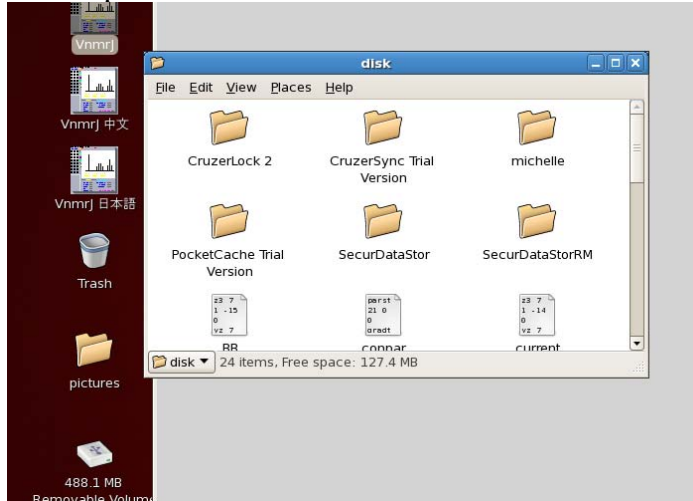 VnmrJ
VnmrJ 中文
VnmrJ 日本語
Trash
pictures
488.1 MB
Removable Volume
disk
File Edit View Places Help
CruzerLock 2
CruzerSync Trial
Version
michelle
PocketCache Trial
Version
SecurDataStor
SecurDataStorRM
z3 7
1 -15
0
vz 7
parst
21 0
0
gradt
z3 7
1 -14
0
vz 7
BB
conpar
current
disk
24 items, Free space: 127.4 MB